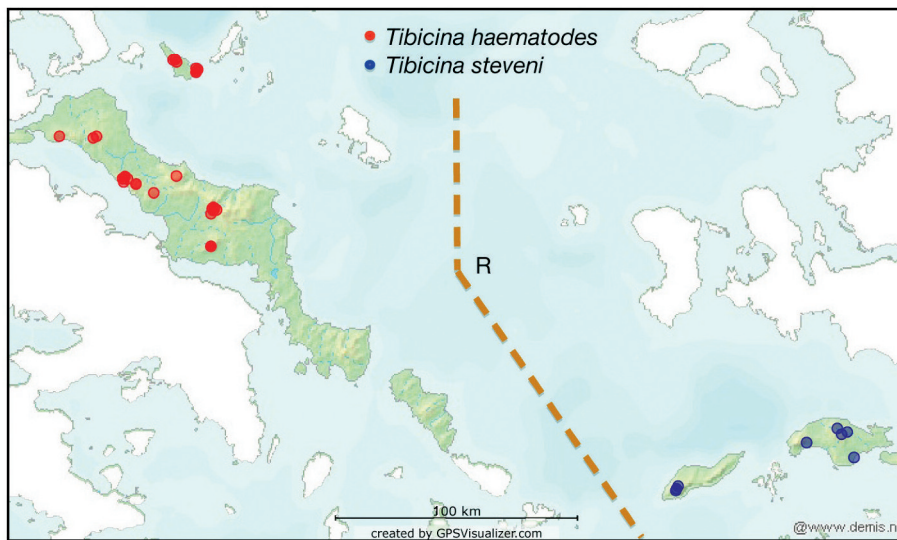 Tibicina haematodes
Tibicina steveni
R
100 km
created by GPSVisualizer.com
@www.demis.n